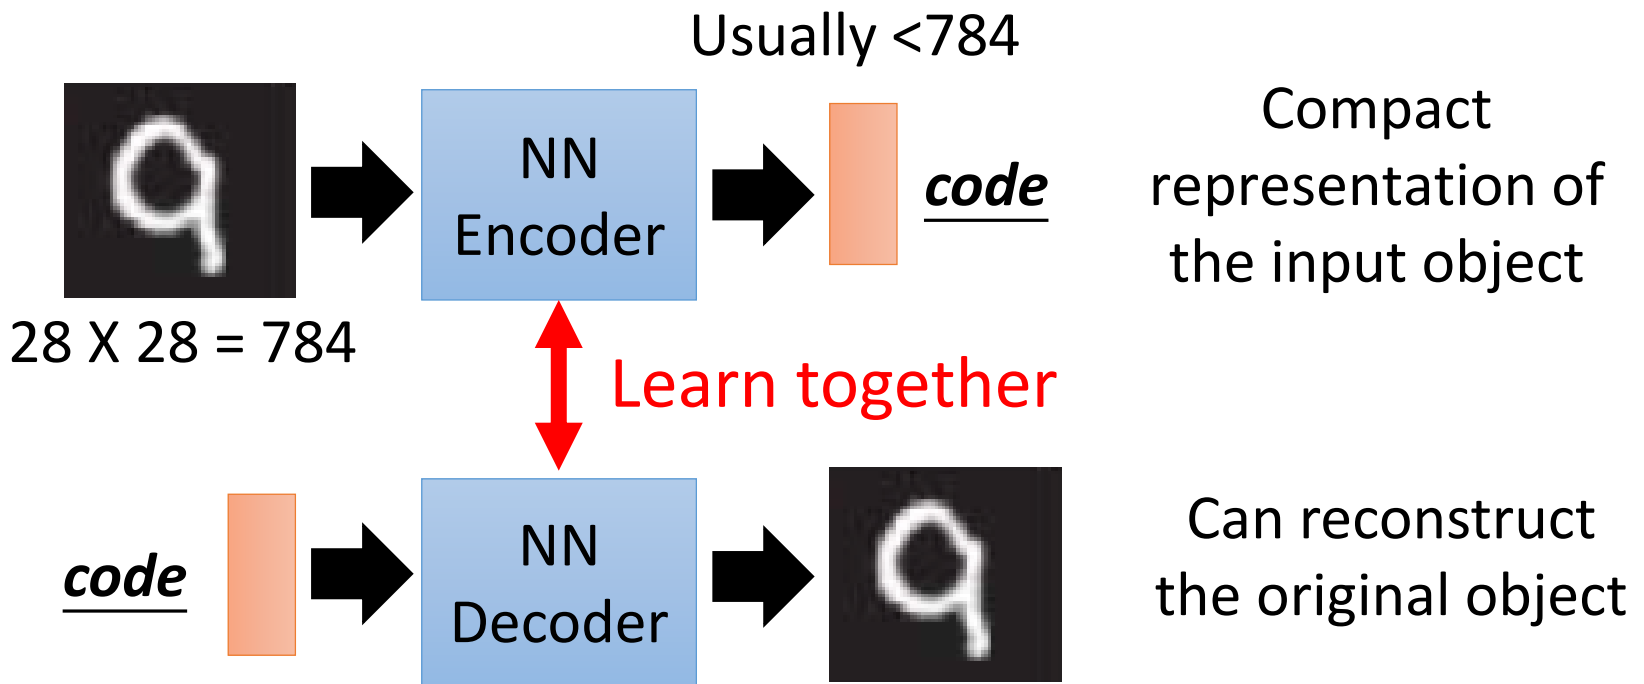 Usually <784
NN
Encoder
code
Compact
representation of
the input object
28 X 28 = 784
Learn together
code
NN
Decoder
Can reconstruct
the original object